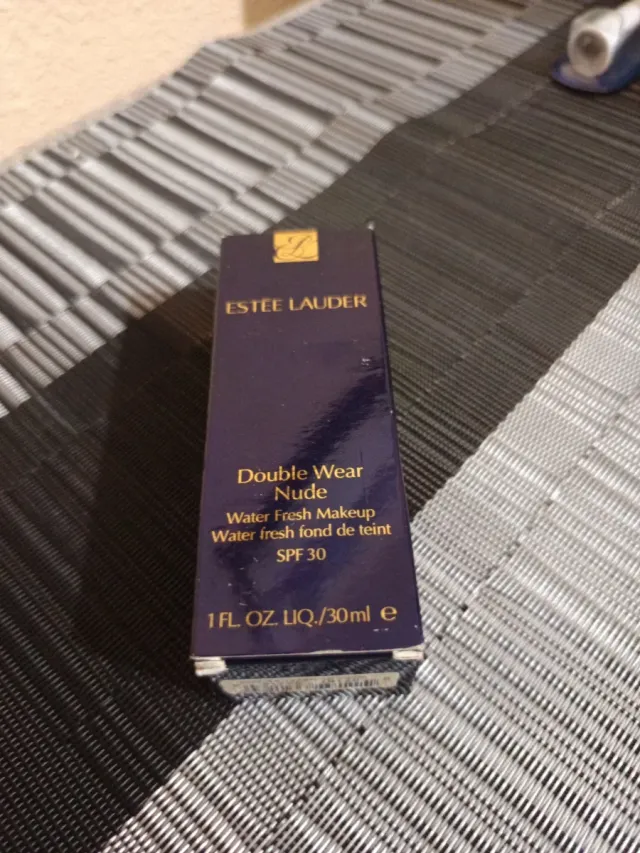 ESTĒE LAUDER
Double Wear
Nude
Water Fresh Makeup
Water fresh fond de teint
SPF 30
1 FL. OZ. LIQ./30ml e